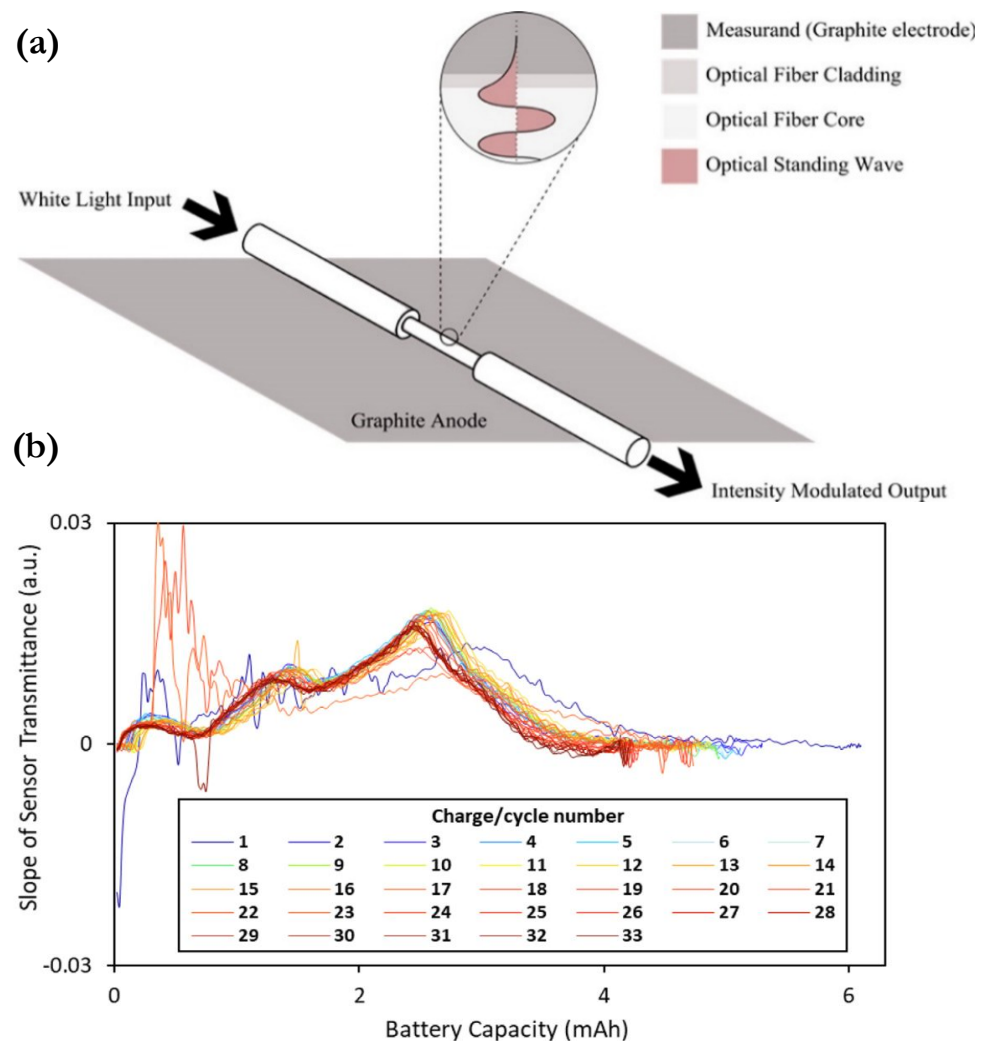 (a)
Measurand (Graphite electrode)
Optical Fiber Cladding
Optical Fiber Core
Optical Standing Wave
White Light Input
Graphite Anode
Intensity Modulated Output
(b)
Slope of Sensor Transmittance (a.u.)
0.03
0
-0.03
Charge/cycle number
1 2 3 4 5 6 7
8 9 10 11 12 13 14
15 16 17 18 19 20 21
22 23 24 25 26 27 28
29 30 31 32 33
0 2 4 6
Battery Capacity (mAh)